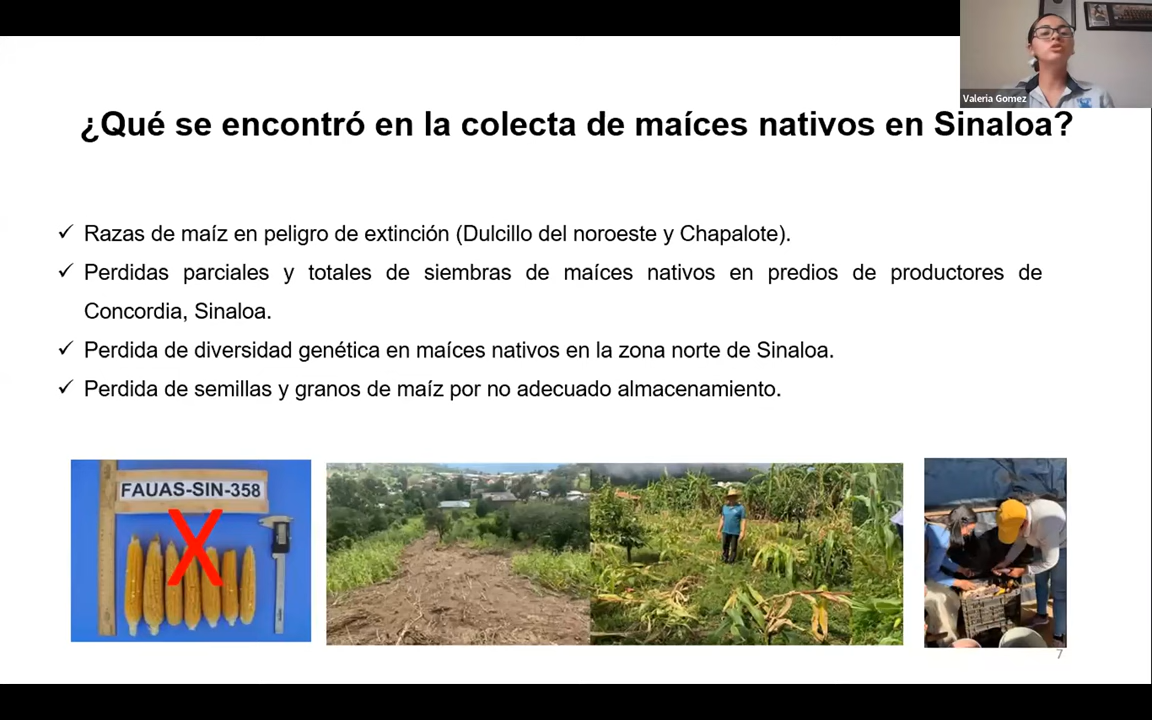 Valeria Gomez
¿Qué se encontró en la colecta de maíces nativos en Sinaloa?
Razas de maíz en peligro de extinción (Dulcillo del noroeste y Chapalote).
Perdidas parciales y totales de siembras de maíces nativos en predios de productores de
Concordia, Sinaloa.
Perdida de diversidad genética en maíces nativos en la zona norte de Sinaloa.
Perdida de semillas y granos de maíz por no adecuado almacenamiento.
FAUAS-SIN-358
X
7